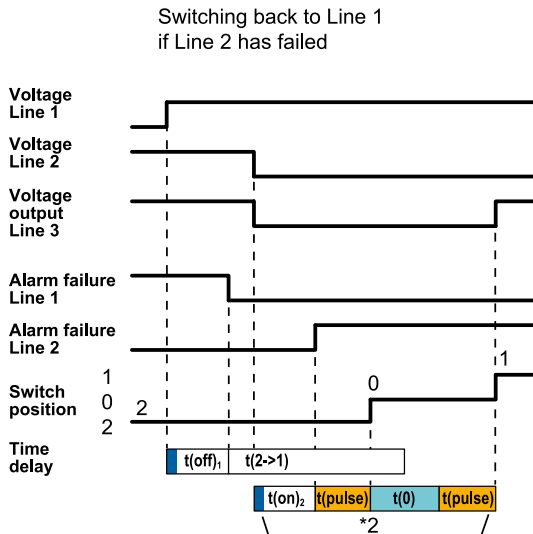 Switching back to Line 1
if Line 2 has failed
Voltage
Line 1
Voltage
Line 2
Voltage
output
Line 3
Alarm failure
Line 1
Alarm failure
Line 2
1
0
2
Switch
position
2
0
1
Time
delay
t(off)₁
t(2->1)
t(on)₂
t(pulse)
t(0)
t(pulse)
*2